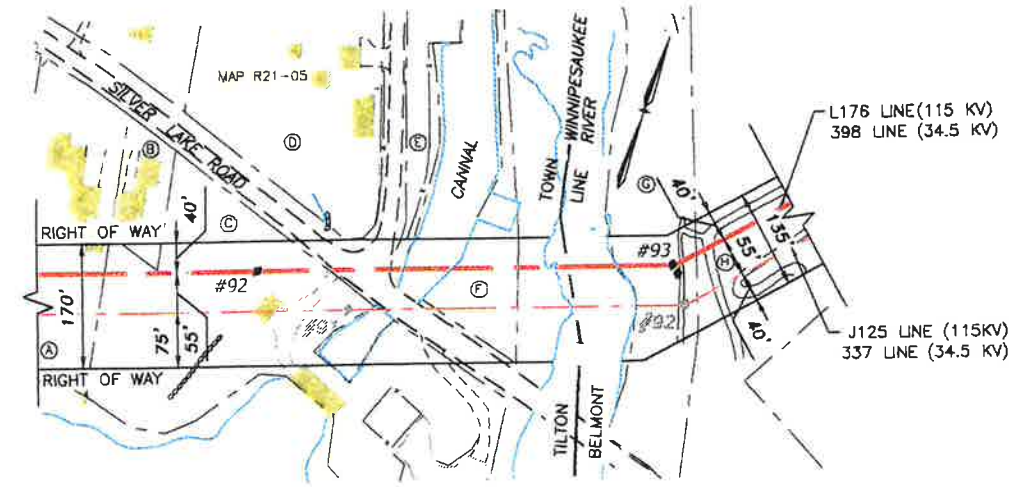 MAP R21-05
SILVER LAKE ROAD
B
D
E
C
CANNAL
TOWN LINE
WINNIPESAUKEE RIVER
G
L176 LINE(115 KV)
398 LINE (34.5 KV)
40'
55'
135'
H
40'
40'
RIGHT OF WAY
#92
#93
F
170'
75'
55'
#91
#92
A
RIGHT OF WAY
J125 LINE (115KV)
337 LINE (34.5 KV)
TILTON
BELMONT